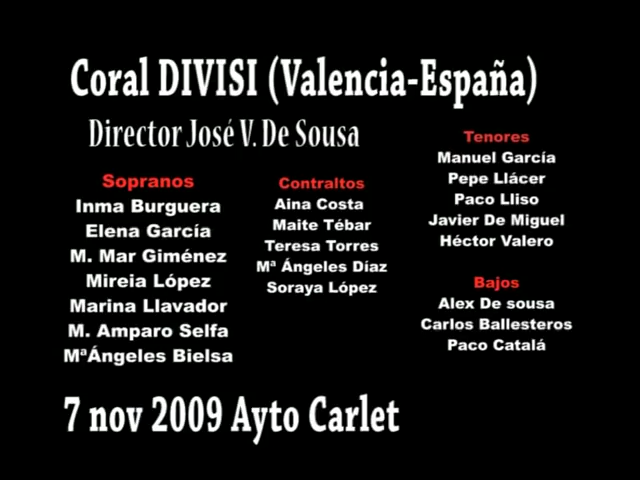 Coral DIVISI (Valencia-España)
Director José V. De Sousa
Sopranos
Inma Burguera
Elena García
M. Mar Giménez
Mireia López
Marina Llavador
M. Amparo Selfa
MªÁngeles Bielsa
Contraltos
Aina Costa
Maite Tébar
Teresa Torres
Mª Ángeles Díaz
Soraya López
Tenores
Manuel García
Pepe Llácer
Paco Lliso
Javier De Miguel
Héctor Valero
Bajos
Alex De sousa
Carlos Ballesteros
Paco Catalá
7 nov 2009 Ayto Carlet